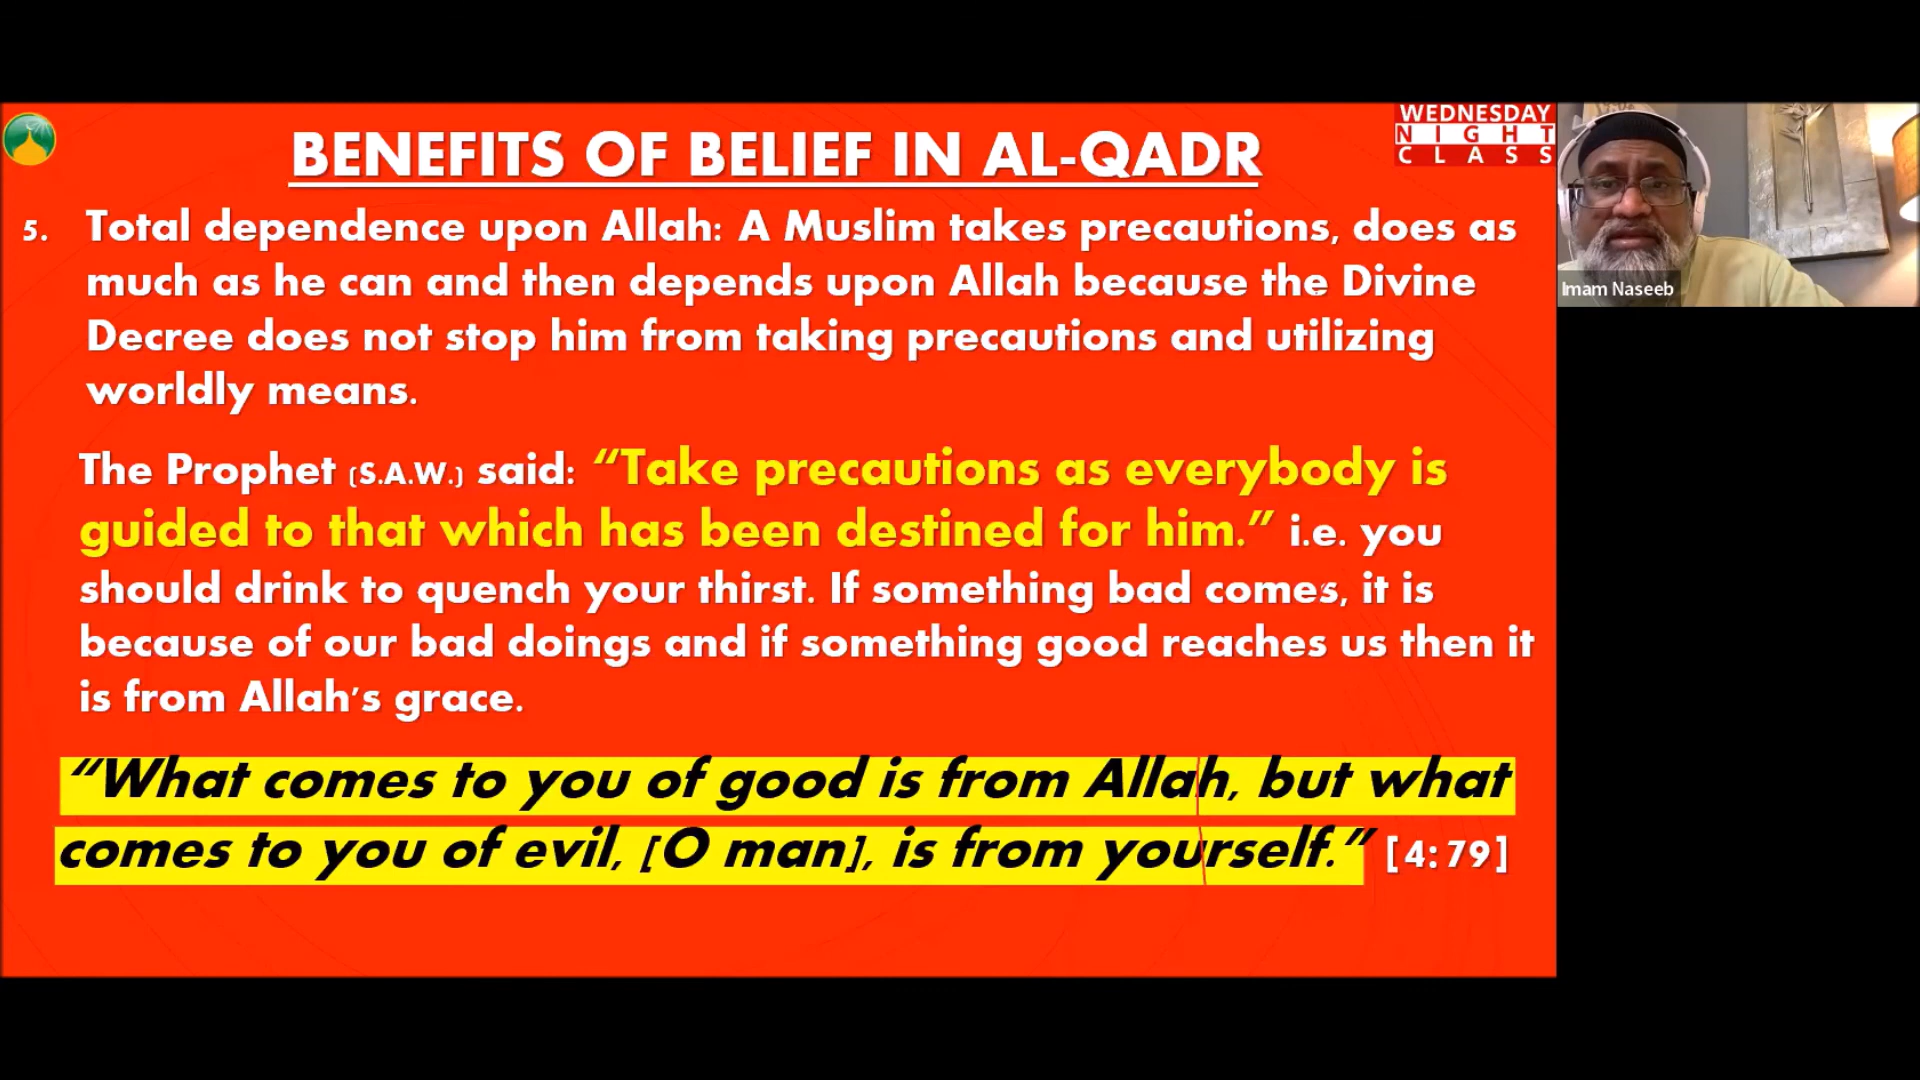 BENEFITS OF BELIEF IN AL-QADR
WEDNESDAY
NIGHT
CLASS
5. Total dependence upon Allah: A Muslim takes precautions, does as
much as he can and then depends upon Allah because the Divine
Decree does not stop him from taking precautions and utilizing
worldly means.
The Prophet (S.A.W.) said: “Take precautions as everybody is
guided to that which has been destined for him.” i.e. you
should drink to quench your thirst. If something bad comes, it is
because of our bad doings and if something good reaches us then it
is from Allah’s grace.
“What comes to you of good is from Allah, but what
comes to you of evil, [O man], is from yourself.” [4:79]
Imam Naseeb